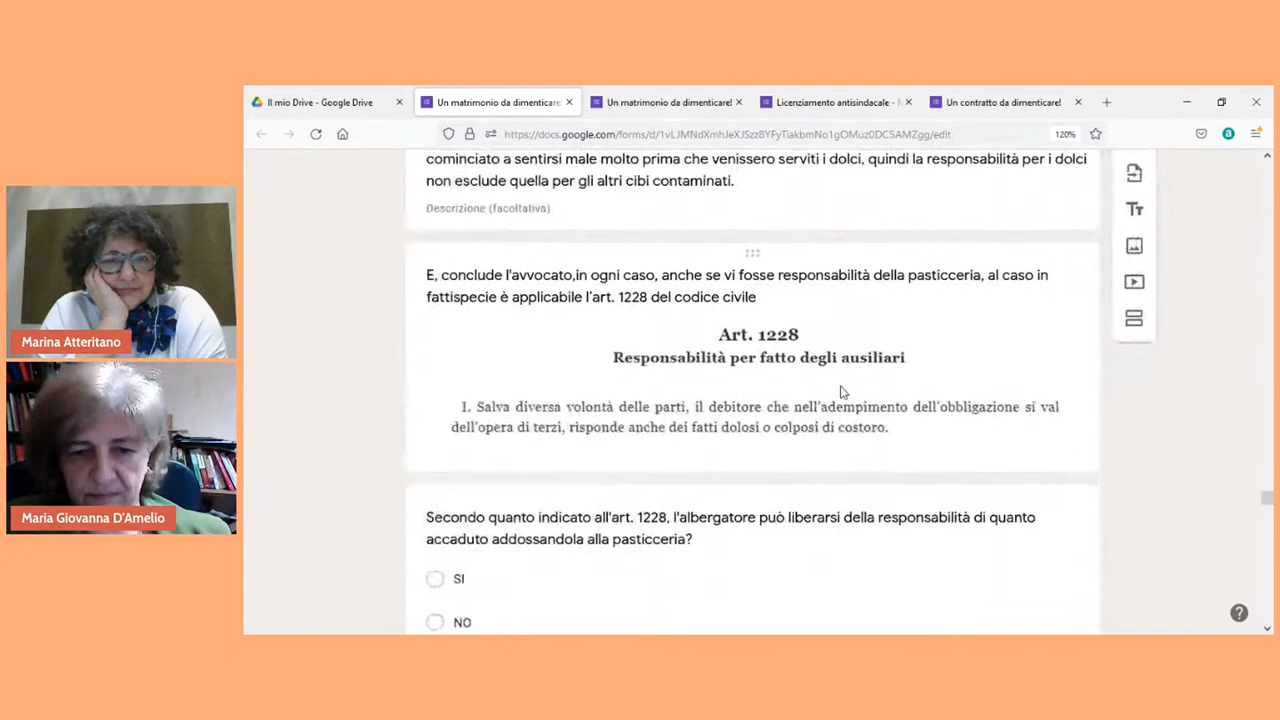 Il mio Drive - Google Drive
Un matrimonio da dimenticare!
Un matrimonio da dimenticare!
Licenziamento antisindacale -
Un contratto da dimenticare!
https://docs.google.com/forms/d/1vLJMNdXmhJeXJSzz8YFyTiakbmNo1gOMuz0DC5AMZgg/edit
120%
cominciato a sentirsi male molto prima che venissero serviti i dolci, quindi la responsabilità per i dolci
non esclude quella per gli altri cibi contaminati.
Descrizione (facoltativa)
E, conclude l'avvocato,in ogni caso, anche se vi fosse responsabilità della pasticceria, al caso in
fattispecie è applicabile l'art. 1228 del codice civile
Art. 1228
Responsabilità per fatto degli ausiliari
1. Salva diversa volontà delle parti, il debitore che nell'adempimento dell'obbligazione si val
dell'opera di terzi, risponde anche dei fatti dolosi o colposi di costoro.
Secondo quanto indicato all'art. 1228, l'albergatore può liberarsi della responsabilità di quanto
accaduto addossandola alla pasticceria?
SI
NO
Marina Atteritano
Maria Giovanna D'Amelio